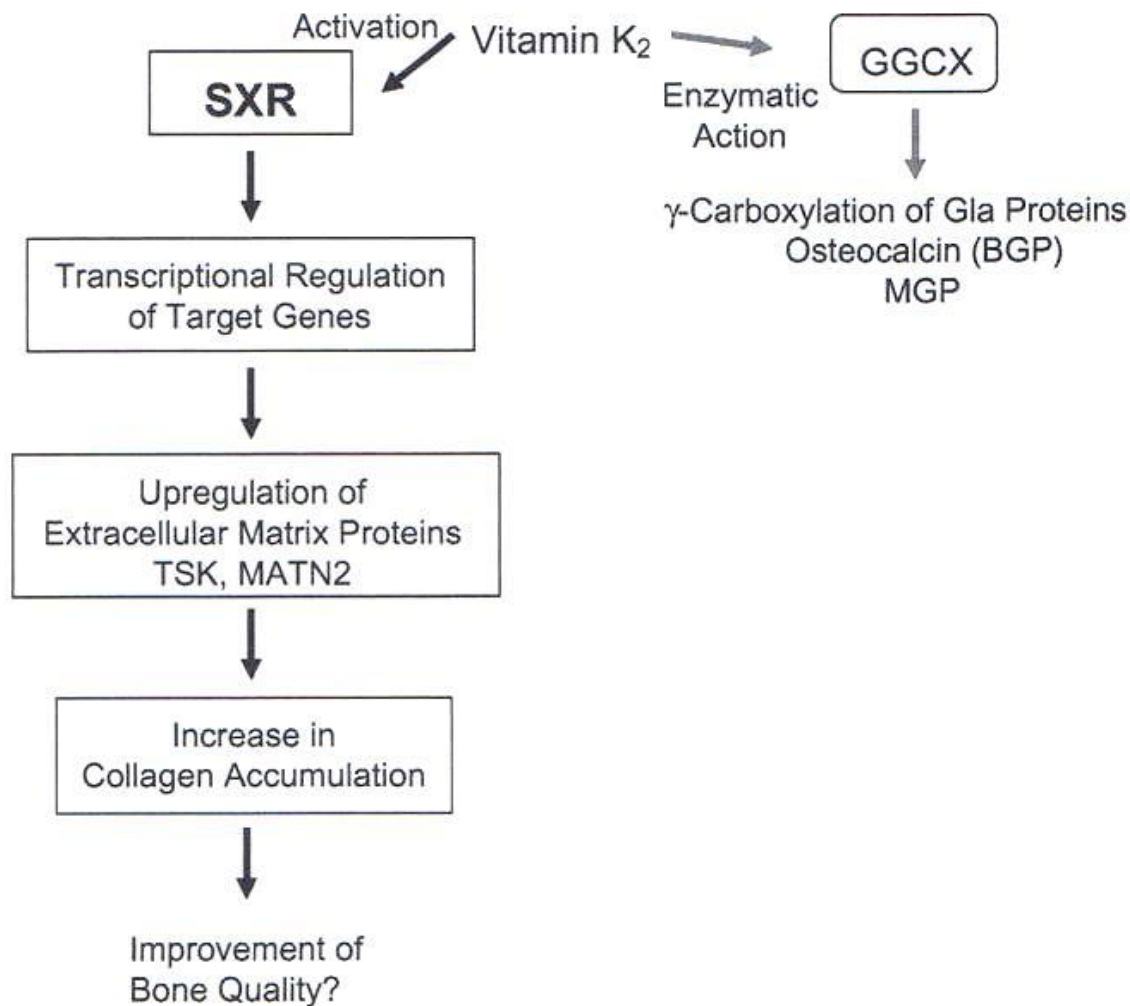 Activation
Vitamin K₂
GGCX
SXR
Enzymatic
Action
γ-Carboxylation of Gla Proteins
Osteocalcin (BGP)
MGP
Transcriptional Regulation
of Target Genes
Upregulation of
Extracellular Matrix Proteins
TSK, MATN2
Increase in
Collagen Accumulation
Improvement of
Bone Quality?